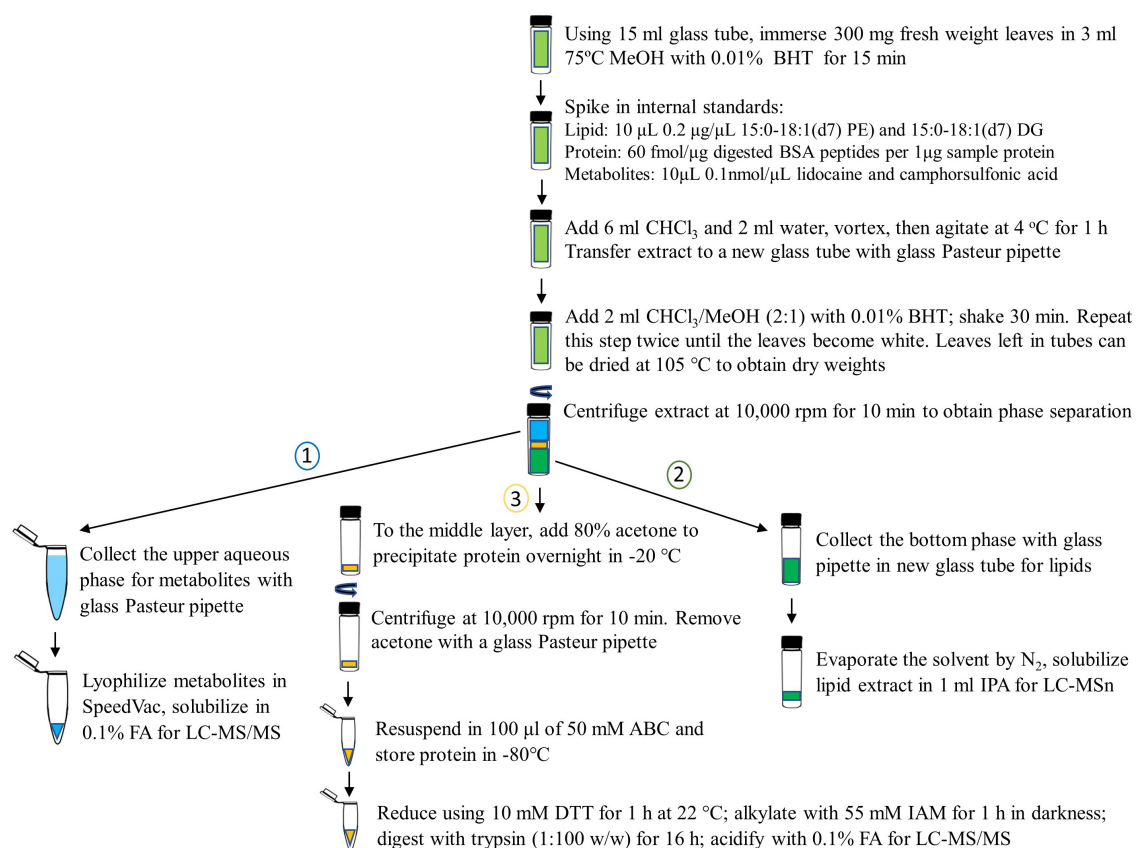 Using 15 ml glass tube, immerse 300 mg fresh weight leaves in 3 ml
75ºC MeOH with 0.01% BHT for 15 min
Spike in internal standards:
Lipid: 10 μL 0.2 μg/μL 15:0-18:1(d7) PE) and 15:0-18:1(d7) DG
Protein: 60 fmol/μg digested BSA peptides per 1μg sample protein
Metabolites: 10μL 0.1nmol/μL lidocaine and camphorsulfonic acid
Add 6 ml CHCl3 and 2 ml water, vortex, then agitate at 4 °C for 1 h
Transfer extract to a new glass tube with glass Pasteur pipette
Add 2 ml CHCl3/MeOH (2:1) with 0.01% BHT; shake 30 min. Repeat
this step twice until the leaves become white. Leaves left in tubes can
be dried at 105 °C to obtain dry weights
Centrifuge extract at 10,000 rpm for 10 min to obtain phase separation
1
2
3
Collect the upper aqueous
phase for metabolites with
glass Pasteur pipette
Lyophilize metabolites in
SpeedVac, solubilize in
0.1% FA for LC-MS/MS
To the middle layer, add 80% acetone to
precipitate protein overnight in -20 °C
Centrifuge at 10,000 rpm for 10 min. Remove
acetone with a glass Pasteur pipette
Resuspend in 100 μl of 50 mM ABC and
store protein in -80°C
Reduce using 10 mM DTT for 1 h at 22 °C; alkylate with 55 mM IAM for 1 h in darkness;
digest with trypsin (1:100 w/w) for 16 h; acidify with 0.1% FA for LC-MS/MS
Collect the bottom phase with glass
pipette in new glass tube for lipids
Evaporate the solvent by N2, solubilize
lipid extract in 1 ml IPA for LC-MSn